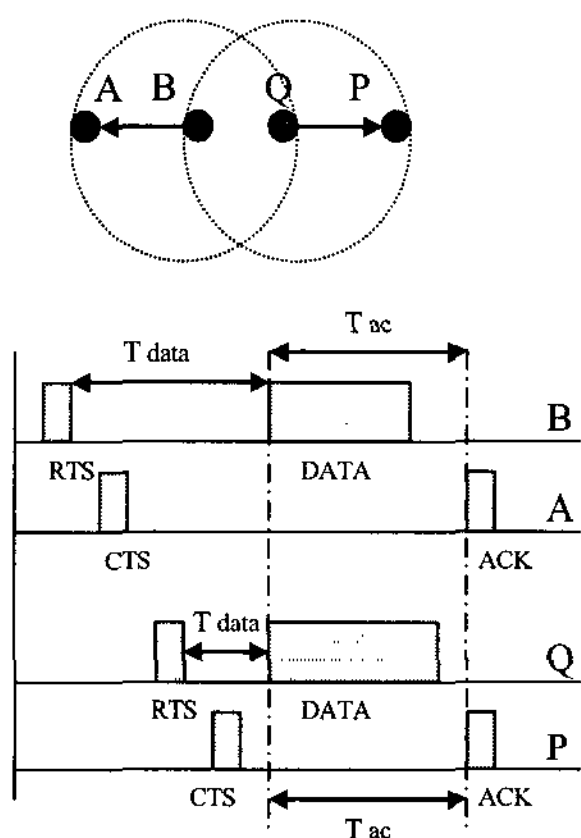 A B Q P
T ac
T data
B
RTS DATA
A
CTS ACK
T data
Q
RTS DATA
P
CTS ACK
T ac